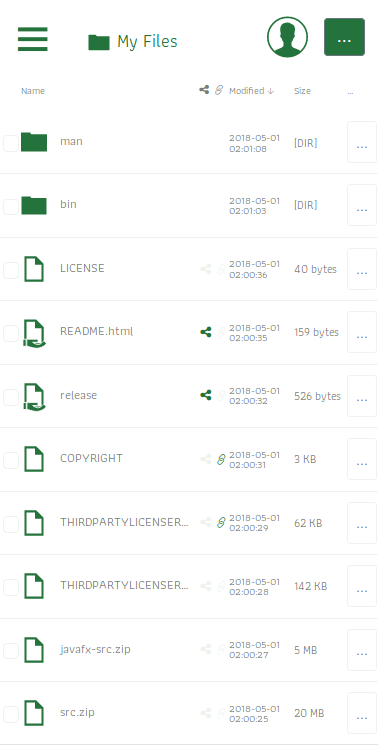 My Files
...
Name Modified ↓ Size ...
man 2018-05-01 02:01:08 [DIR] ...
bin 2018-05-01 02:01:03 [DIR] ...
LICENSE 2018-05-01 02:00:36 40 bytes ...
README.html 2018-05-01 02:00:35 159 bytes ...
release 2018-05-01 02:00:32 526 bytes ...
COPYRIGHT 2018-05-01 02:00:31 3 KB ...
THIRDPARTYLICENSER... 2018-05-01 02:00:29 62 KB ...
THIRDPARTYLICENSER... 2018-05-01 02:00:28 142 KB ...
javafx-src.zip 2018-05-01 02:00:27 5 MB ...
src.zip 2018-05-01 02:00:25 20 MB ...